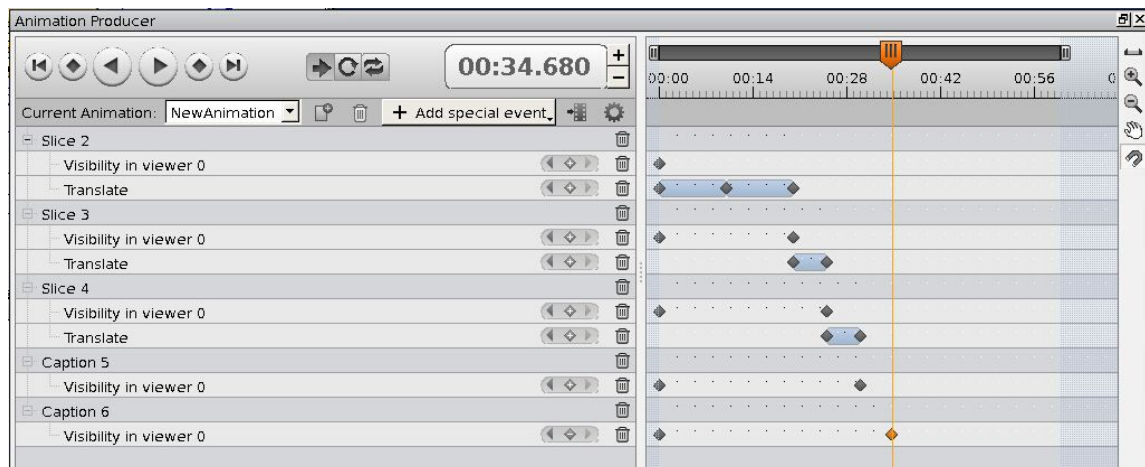 Animation Producer
00:34.680
+
−
00:00 00:14 00:28 00:42 00:56 0
Current Animation: NewAnimation + Add special event
Slice 2
Visibility in viewer 0
Translate
Slice 3
Visibility in viewer 0
Translate
Slice 4
Visibility in viewer 0
Translate
Caption 5
Visibility in viewer 0
Caption 6
Visibility in viewer 0